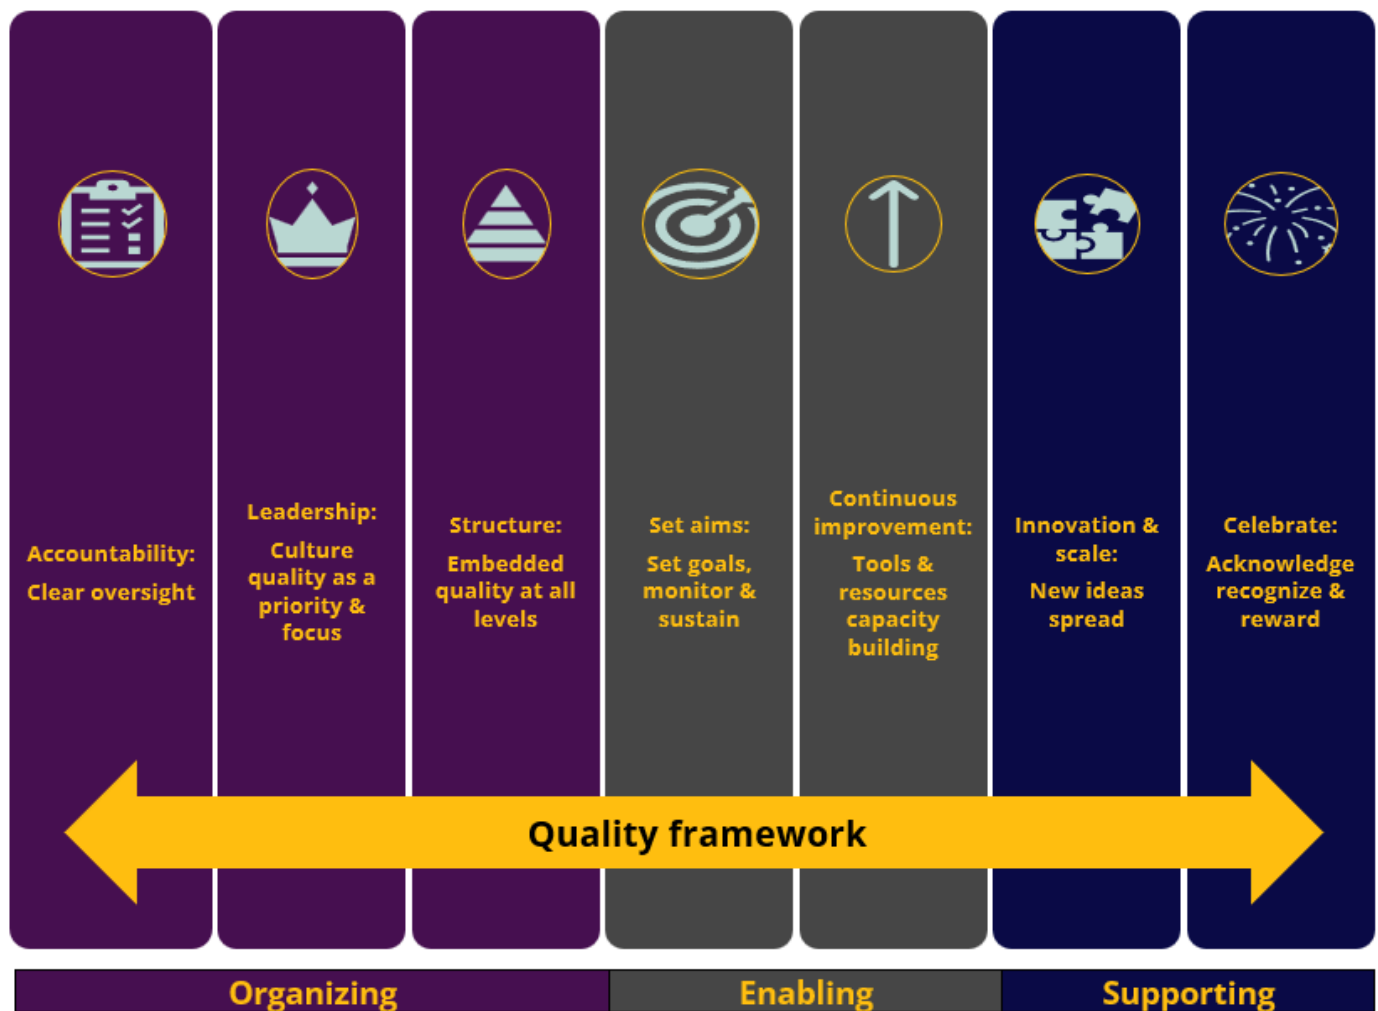 Accountability:
Clear oversight
Leadership:
Culture
quality as a
priority &
focus
Structure:
Embedded
quality at all
levels
Set aims:
Set goals,
monitor &
sustain
Continuous
improvement:
Tools &
resources
capacity
building
Innovation &
scale:
New ideas
spread
Celebrate:
Acknowledge
recognize &
reward
Quality framework
Organizing
Enabling
Supporting